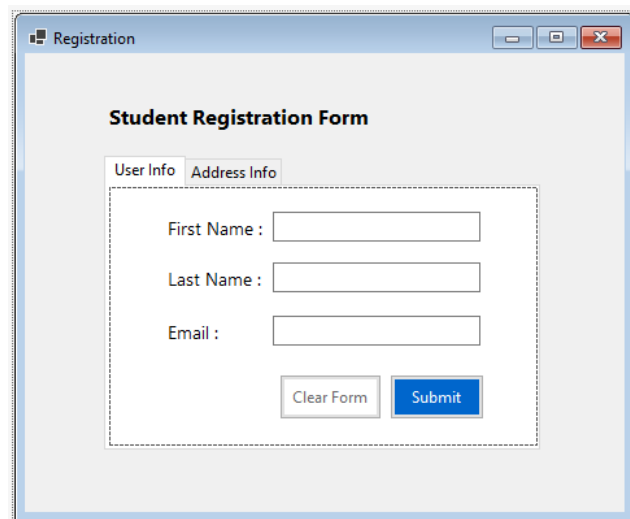 Registration
Student Registration Form
User Info Address Info
First Name :
Last Name :
Email :
Clear Form Submit